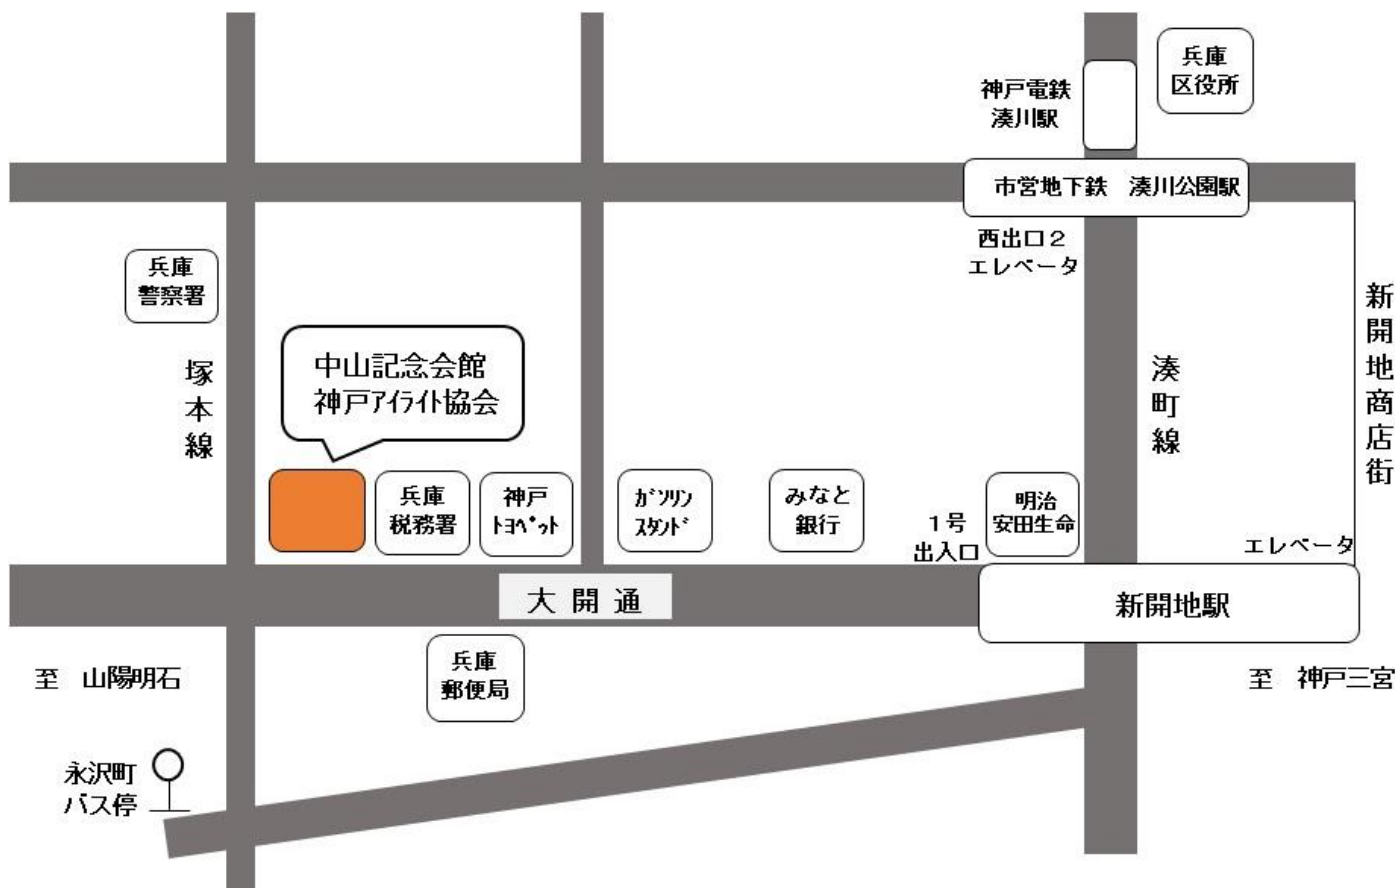 兵庫
区役所
神戸電鉄
湊川駅
市営地下鉄　湊川公園駅
西出口２
エレベータ
兵庫
警察署
新開地商店街
中山記念会館
神戸ｱｲﾗｲﾄ協会
塚本線
湊町線
兵庫
税務署
神戸
ﾄﾖﾍﾟｯﾄ
ｶﾞｿﾘﾝ
ｽﾀﾝﾄﾞ
みなと
銀行
１号
出入口
明治
安田生命
エレベータ
大開通
新開地駅
兵庫
郵便局
至　山陽明石
至　神戸三宮
永沢町
バス停